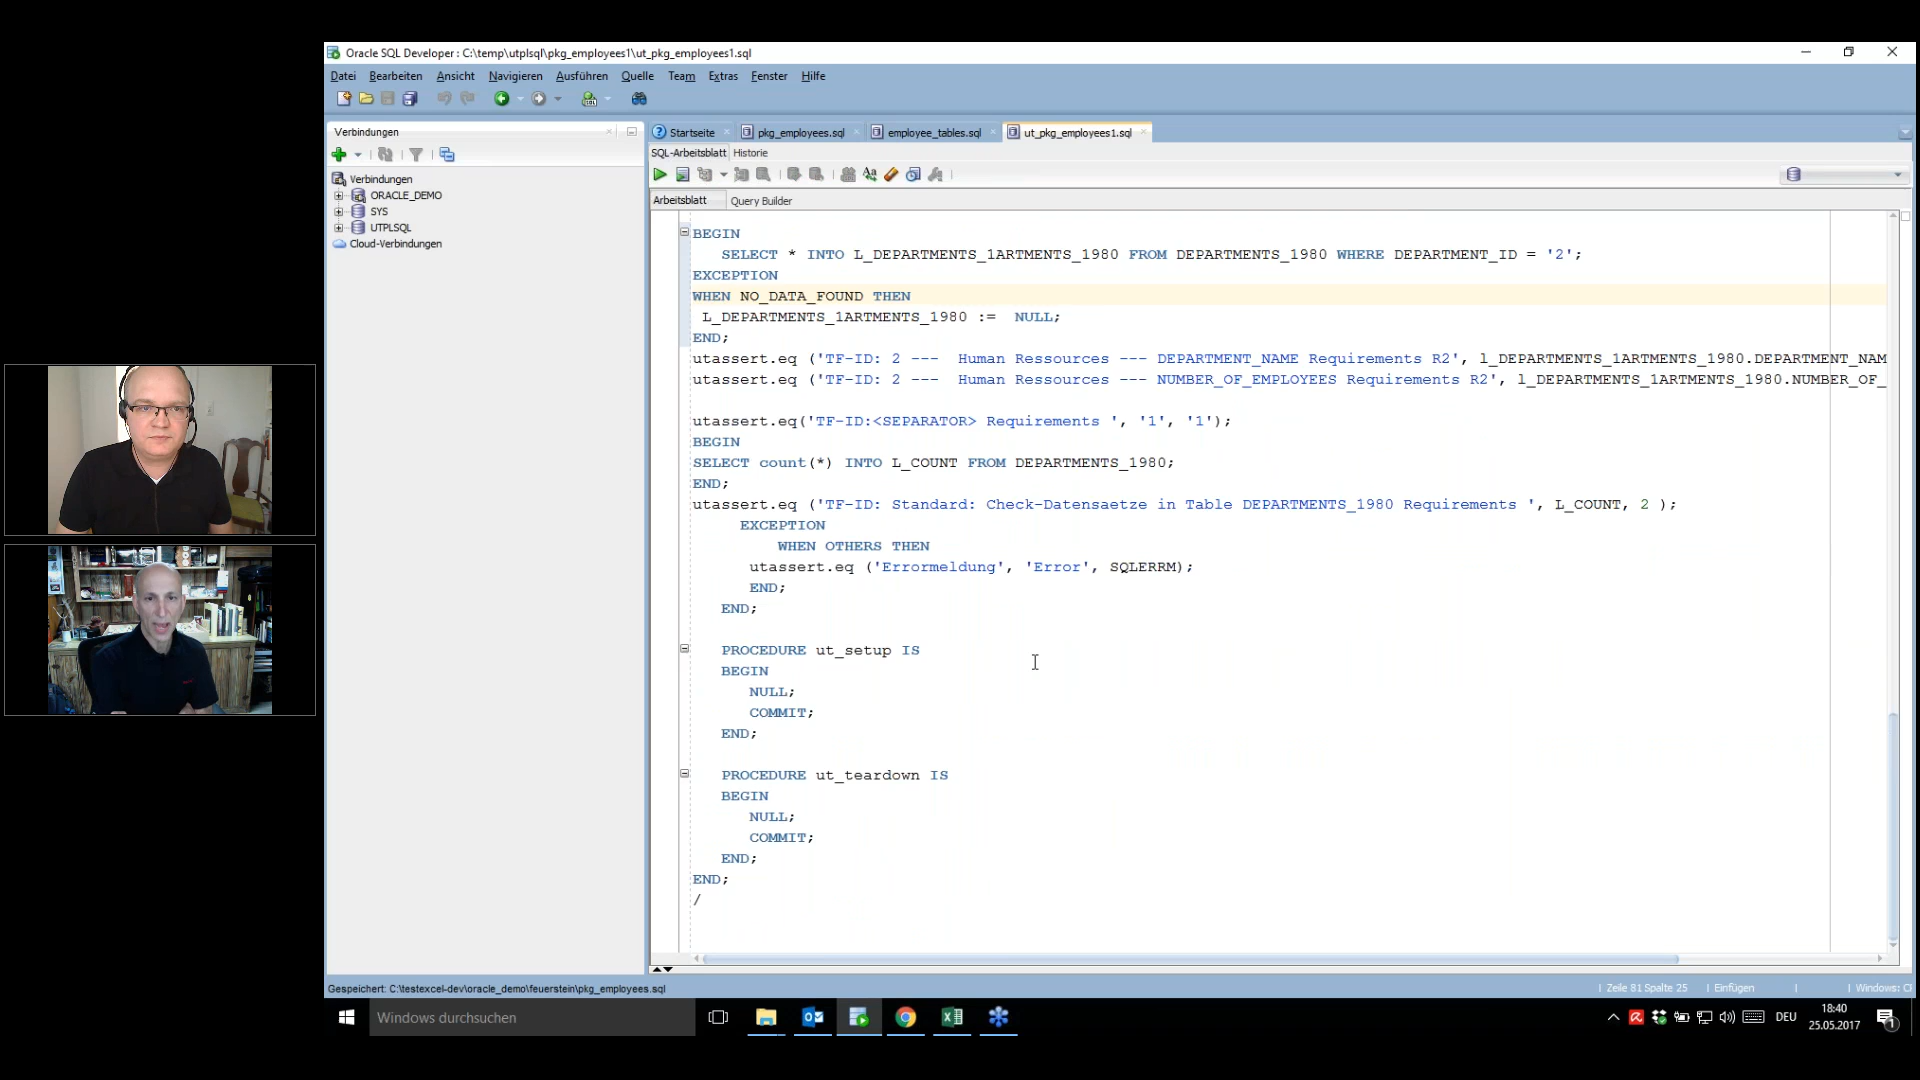 Oracle SQL Developer : C:\temp\utplsql\pkg_employees1\ut_pkg_employees1.sql
Datei Bearbeiten Ansicht Navigieren Ausführen Quelle Team Extras Fenster Hilfe
Verbindungen
Verbindungen
ORACLE_DEMO
SYS
UTPLSQL
Cloud-Verbindungen
Startseite pkg_employees.sql employee_tables.sql ut_pkg_employees1.sql
SQL-Arbeitsblatt Historie
Arbeitsblatt Query Builder
BEGIN
SELECT * INTO L_DEPARTMENTS_1ARTMENTS_1980 FROM DEPARTMENTS_1980 WHERE DEPARTMENT_ID = '2';
EXCEPTION
WHEN NO_DATA_FOUND THEN
L_DEPARTMENTS_1ARTMENTS_1980 := NULL;
END;
utassert.eq ('TF-ID: 2 --- Human Ressources --- DEPARTMENT_NAME Requirements R2', l_DEPARTMENTS_1ARTMENTS_1980.DEPARTMENT_NAM
utassert.eq ('TF-ID: 2 --- Human Ressources --- NUMBER_OF_EMPLOYEES Requirements R2', l_DEPARTMENTS_1ARTMENTS_1980.NUMBER_OF_
utassert.eq('TF-ID:<SEPARATOR> Requirements ', '1', '1');
BEGIN
SELECT count(*) INTO L_COUNT FROM DEPARTMENTS_1980;
END;
utassert.eq ('TF-ID: Standard: Check-Datensaetze in Table DEPARTMENTS_1980 Requirements ', L_COUNT, 2 );
EXCEPTION
WHEN OTHERS THEN
utassert.eq ('Errormeldung', 'Error', SQLERRM);
END;
END;
PROCEDURE ut_setup IS
BEGIN
NULL;
COMMIT;
END;
PROCEDURE ut_teardown IS
BEGIN
NULL;
COMMIT;
END;
END;
/
Gespeichert: C:\testexcel-dev\oracle_demo\feuerstein\pkg_employees.sql
Zeile 81 Spalte 25 Einfügen Windows: C
Windows durchsuchen
DEU
18:40
25.05.2017
1